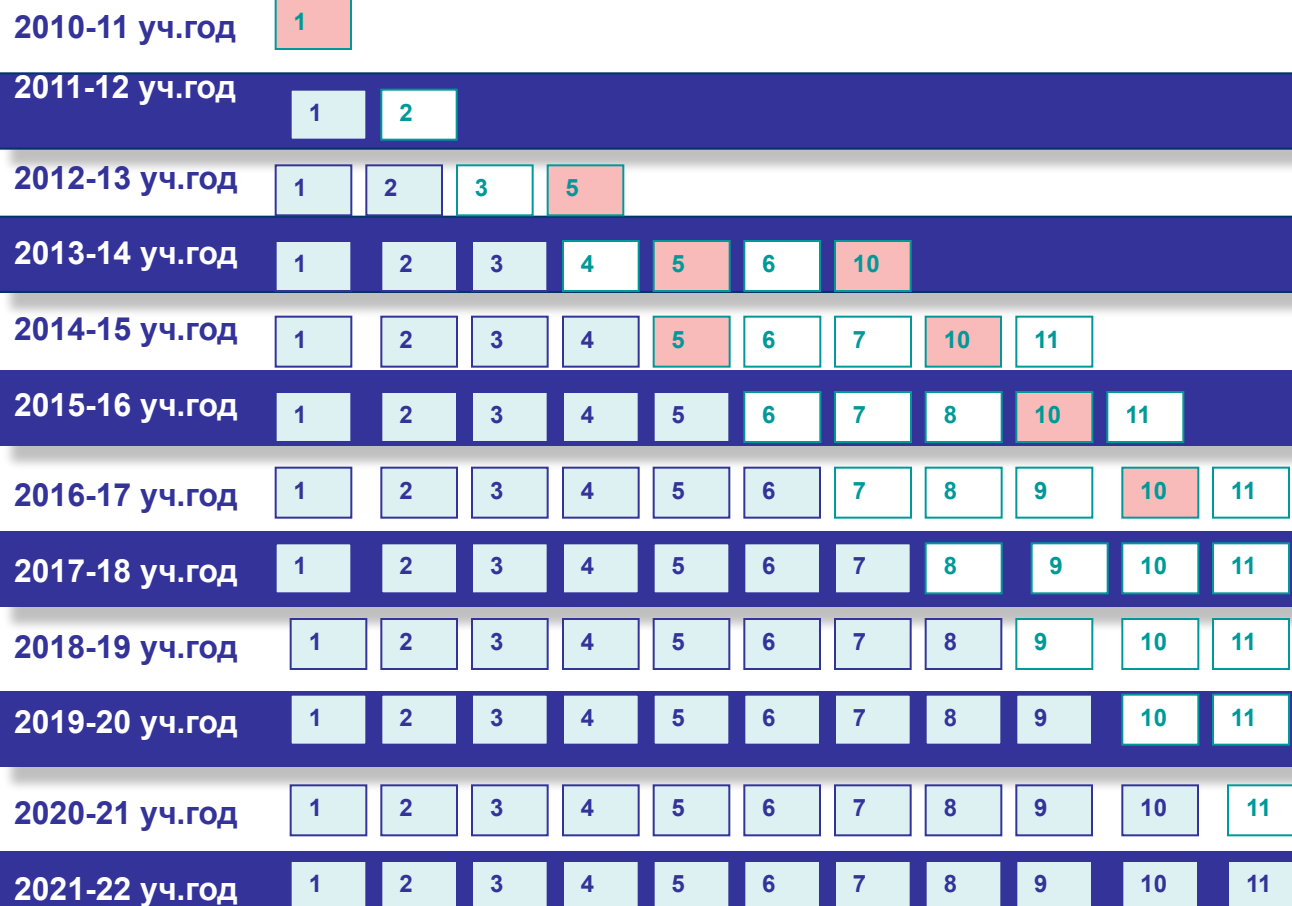 2010-11 уч.год 1
2011-12 уч.год 1 2
2012-13 уч.год 1 2 3 5
2013-14 уч.год 1 2 3 4 5 6 10
2014-15 уч.год 1 2 3 4 5 6 7 10 11
2015-16 уч.год 1 2 3 4 5 6 7 8 10 11
2016-17 уч.год 1 2 3 4 5 6 7 8 9 10 11
2017-18 уч.год 1 2 3 4 5 6 7 8 9 10 11
2018-19 уч.год 1 2 3 4 5 6 7 8 9 10 11
2019-20 уч.год 1 2 3 4 5 6 7 8 9 10 11
2020-21 уч.год 1 2 3 4 5 6 7 8 9 10 11
2021-22 уч.год 1 2 3 4 5 6 7 8 9 10 11